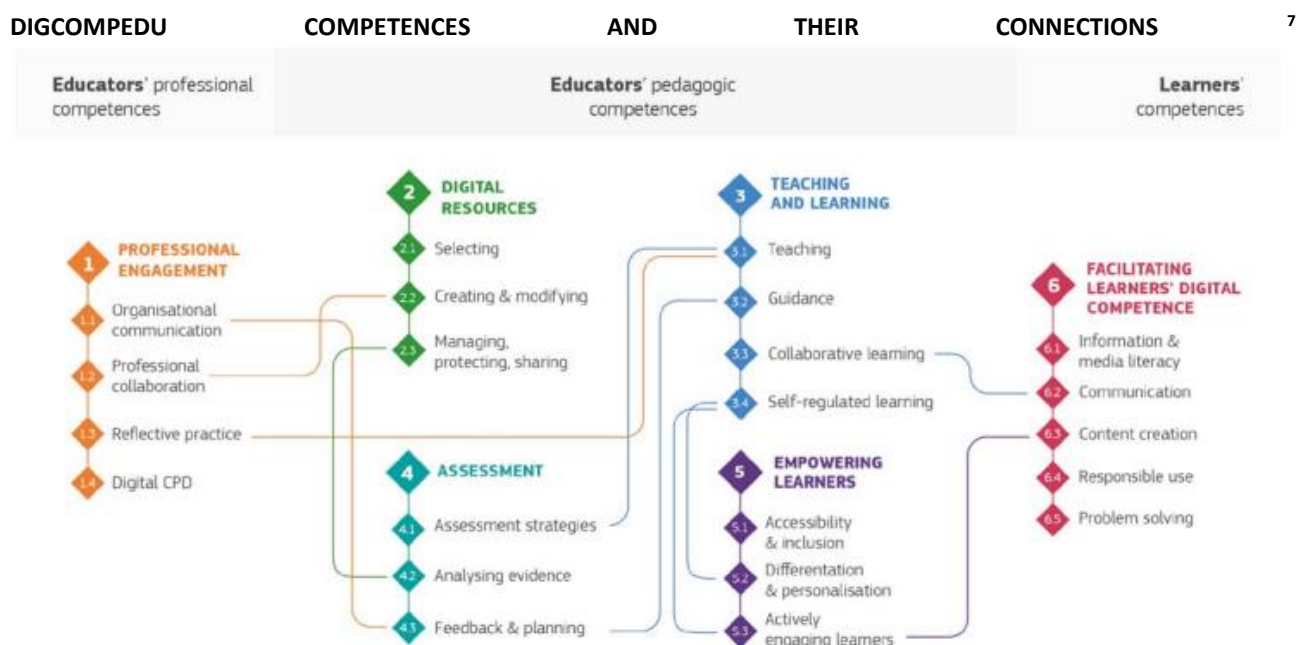 DIGCOMPEDU COMPETENCES AND THEIR CONNECTIONS 7
Educators' professional
competences
Educators' pedagogic
competences
Learners'
competences
1
PROFESSIONAL
ENGAGEMENT
1.1
Organisational
communication
1.2
Professional
collaboration
1.3
Reflective practice
1.4
Digital CPD
2
DIGITAL
RESOURCES
2.1
Selecting
2.2
Creating & modifying
2.3
Managing,
protecting, sharing
3
TEACHING
AND LEARNING
3.1
Teaching
3.2
Guidance
3.3
Collaborative learning
3.4
Self-regulated learning
4
ASSESSMENT
4.1
Assessment strategies
4.2
Analysing evidence
4.3
Feedback & planning
5
EMPOWERING
LEARNERS
5.1
Accessibility
& inclusion
5.2
Differentation
& personalisation
5.3
Actively
engaging learners
6
FACILITATING
LEARNERS' DIGITAL
COMPETENCE
6.1
Information &
media literacy
6.2
Communication
6.3
Content creation
6.4
Responsible use
6.5
Problem solving